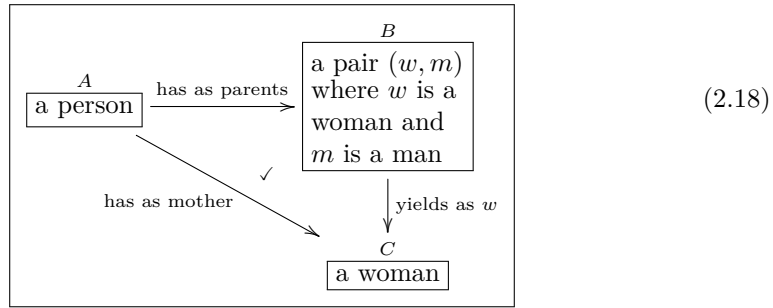 A
a person
has as parents
B
a pair (w, m)
where w is a
woman and
m is a man
(2.18)
✓
has as mother
yields as w
C
a woman